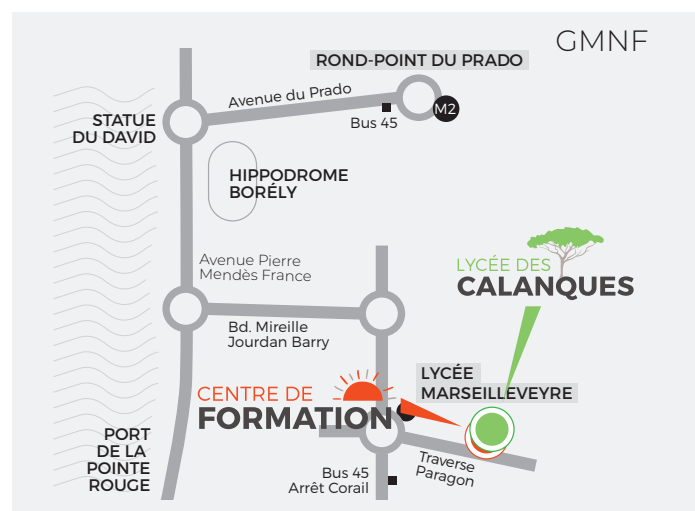 GMNF
ROND-POINT DU PRADO
Avenue du Prado
M2
Bus 45
STATUE
DU DAVID
HIPPODROME
BORÉLY
Avenue Pierre
Mendès France
LYCÉE DES
CALANQUES
Bd. Mireille
Jourdan Barry
LYCÉE
MARSEILLEVEYRE
CENTRE DE
FORMATION
PORT
DE LA
POINTE
ROUGE
Traverse
Paragon
Bus 45
Arrêt Corail